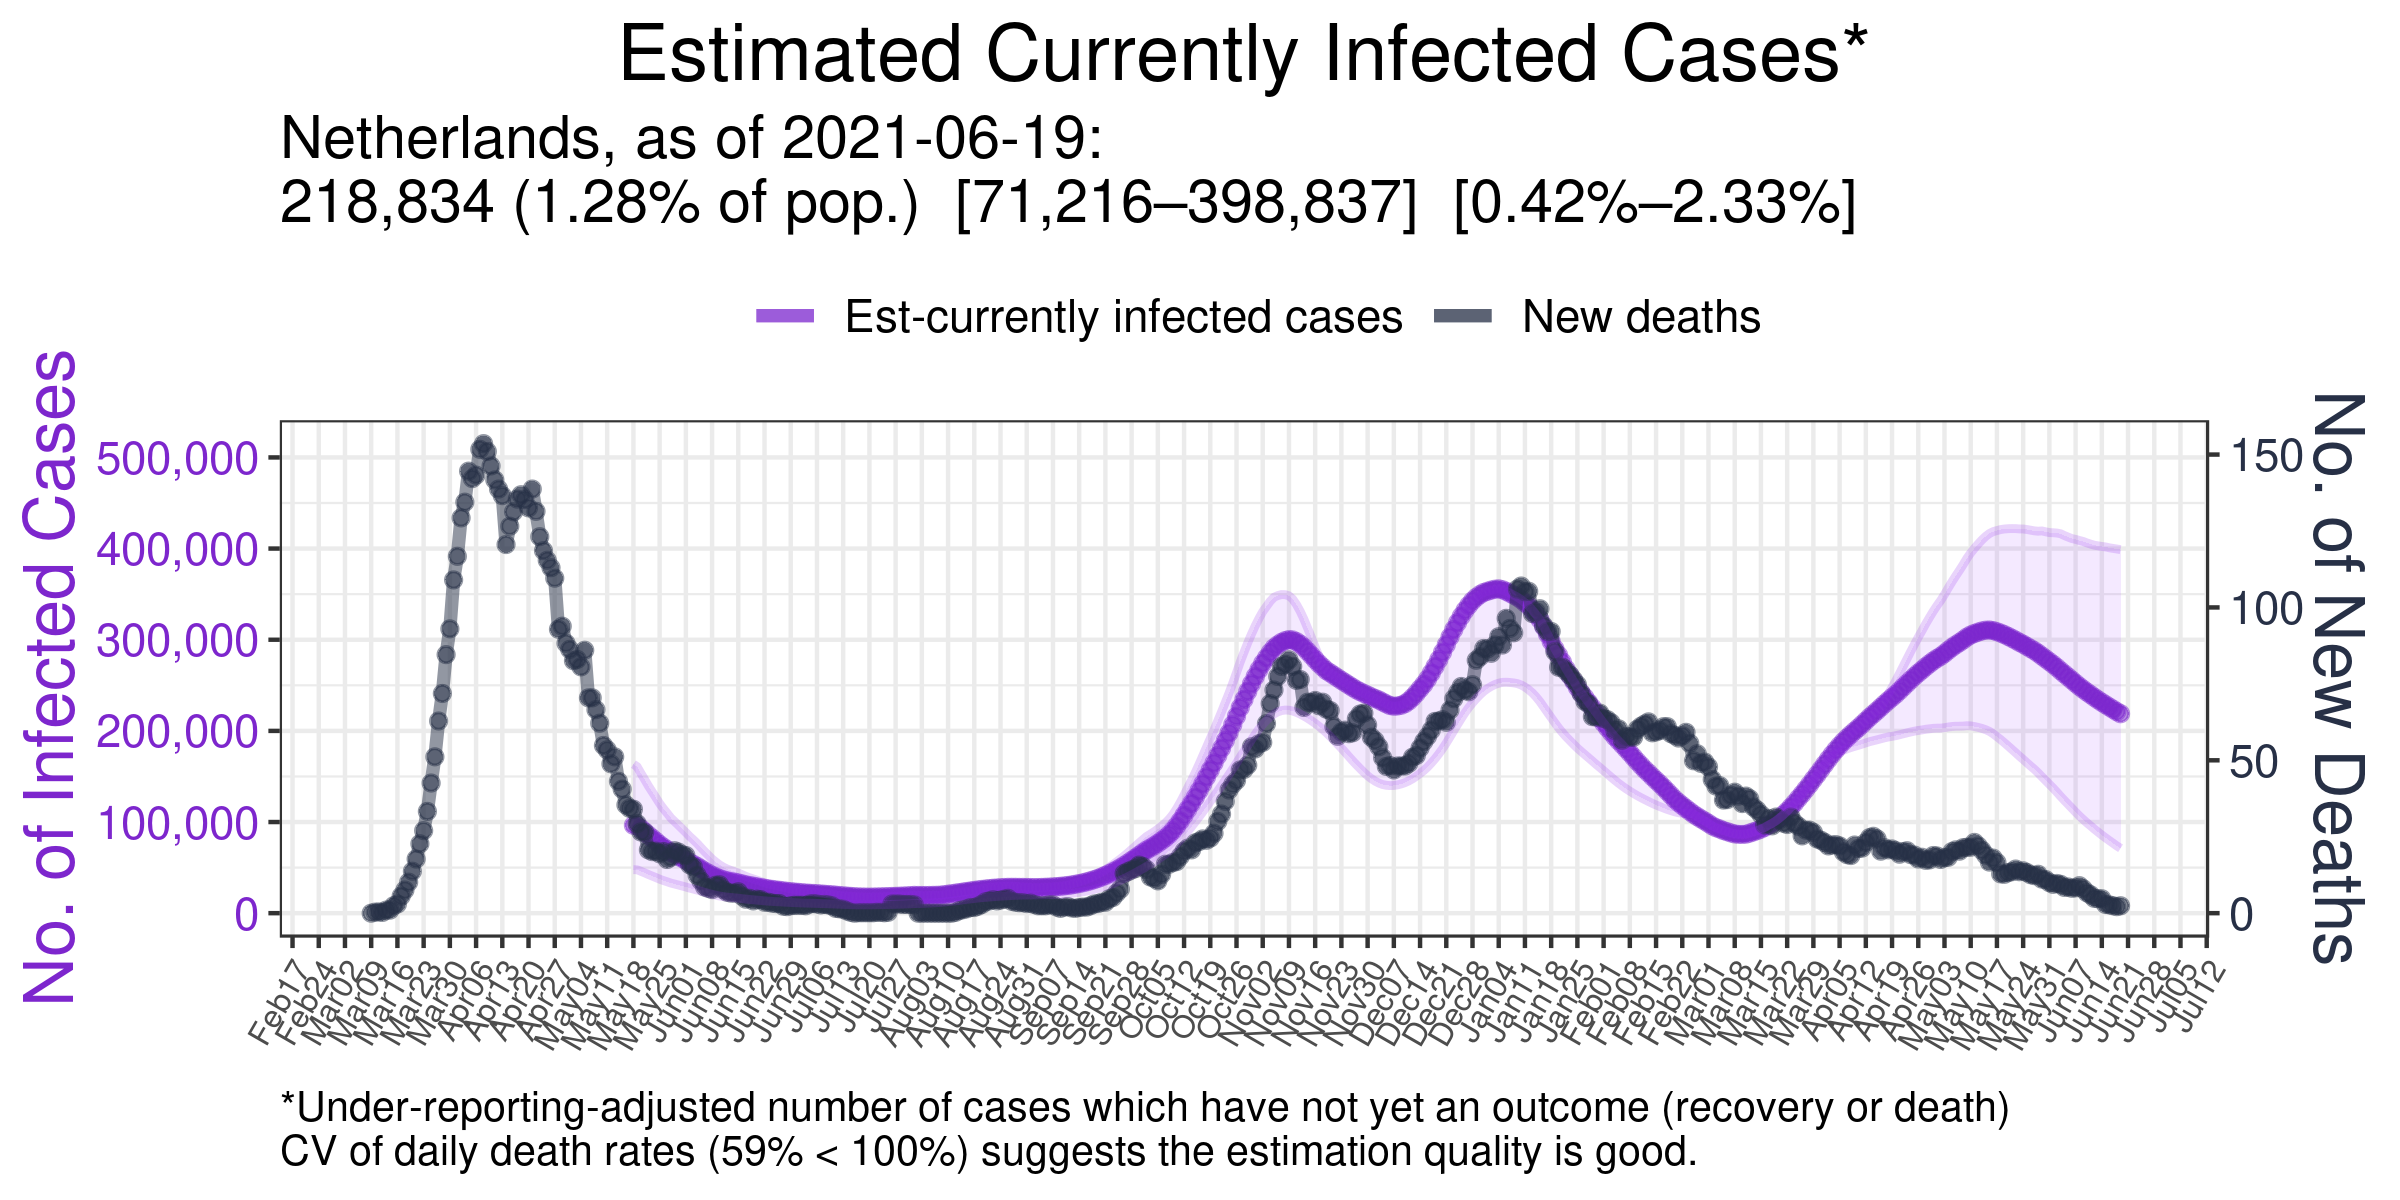 Estimated Currently Infected Cases*
Netherlands, as of 2021-06-19:
218,834 (1.28% of pop.) [71,216–398,837] [0.42%–2.33%]
Est-currently infected cases
New deaths
No. of Infected Cases
500,000
400,000
300,000
200,000
100,000
0
150
100
50
0
No. of New Deaths
Feb17
Feb24
Mar02
Mar09
Mar16
Mar23
Mar30
Apr06
Apr13
Apr20
Apr27
May04
May11
May18
May25
Jun01
Jun08
Jun15
Jun22
Jun29
Jul06
Jul13
Jul20
Jul27
Aug03
Aug10
Aug17
Aug24
Aug31
Sep07
Sep14
Sep21
Sep28
Oct05
Oct12
Oct19
Oct26
Nov02
Nov09
Nov16
Nov23
Nov30
Dec07
Dec14
Dec21
Dec28
Jan04
Jan11
Jan18
Jan25
Feb01
Feb08
Feb15
Feb22
Mar01
Mar08
Mar15
Mar22
Mar29
Apr05
Apr12
Apr19
Apr26
May03
May10
May17
May24
May31
Jun07
Jun14
Jun21
Jun28
Jul05
Jul12
*Under-reporting-adjusted number of cases which have not yet an outcome (recovery or death)
CV of daily death rates (59% < 100%) suggests the estimation quality is good.